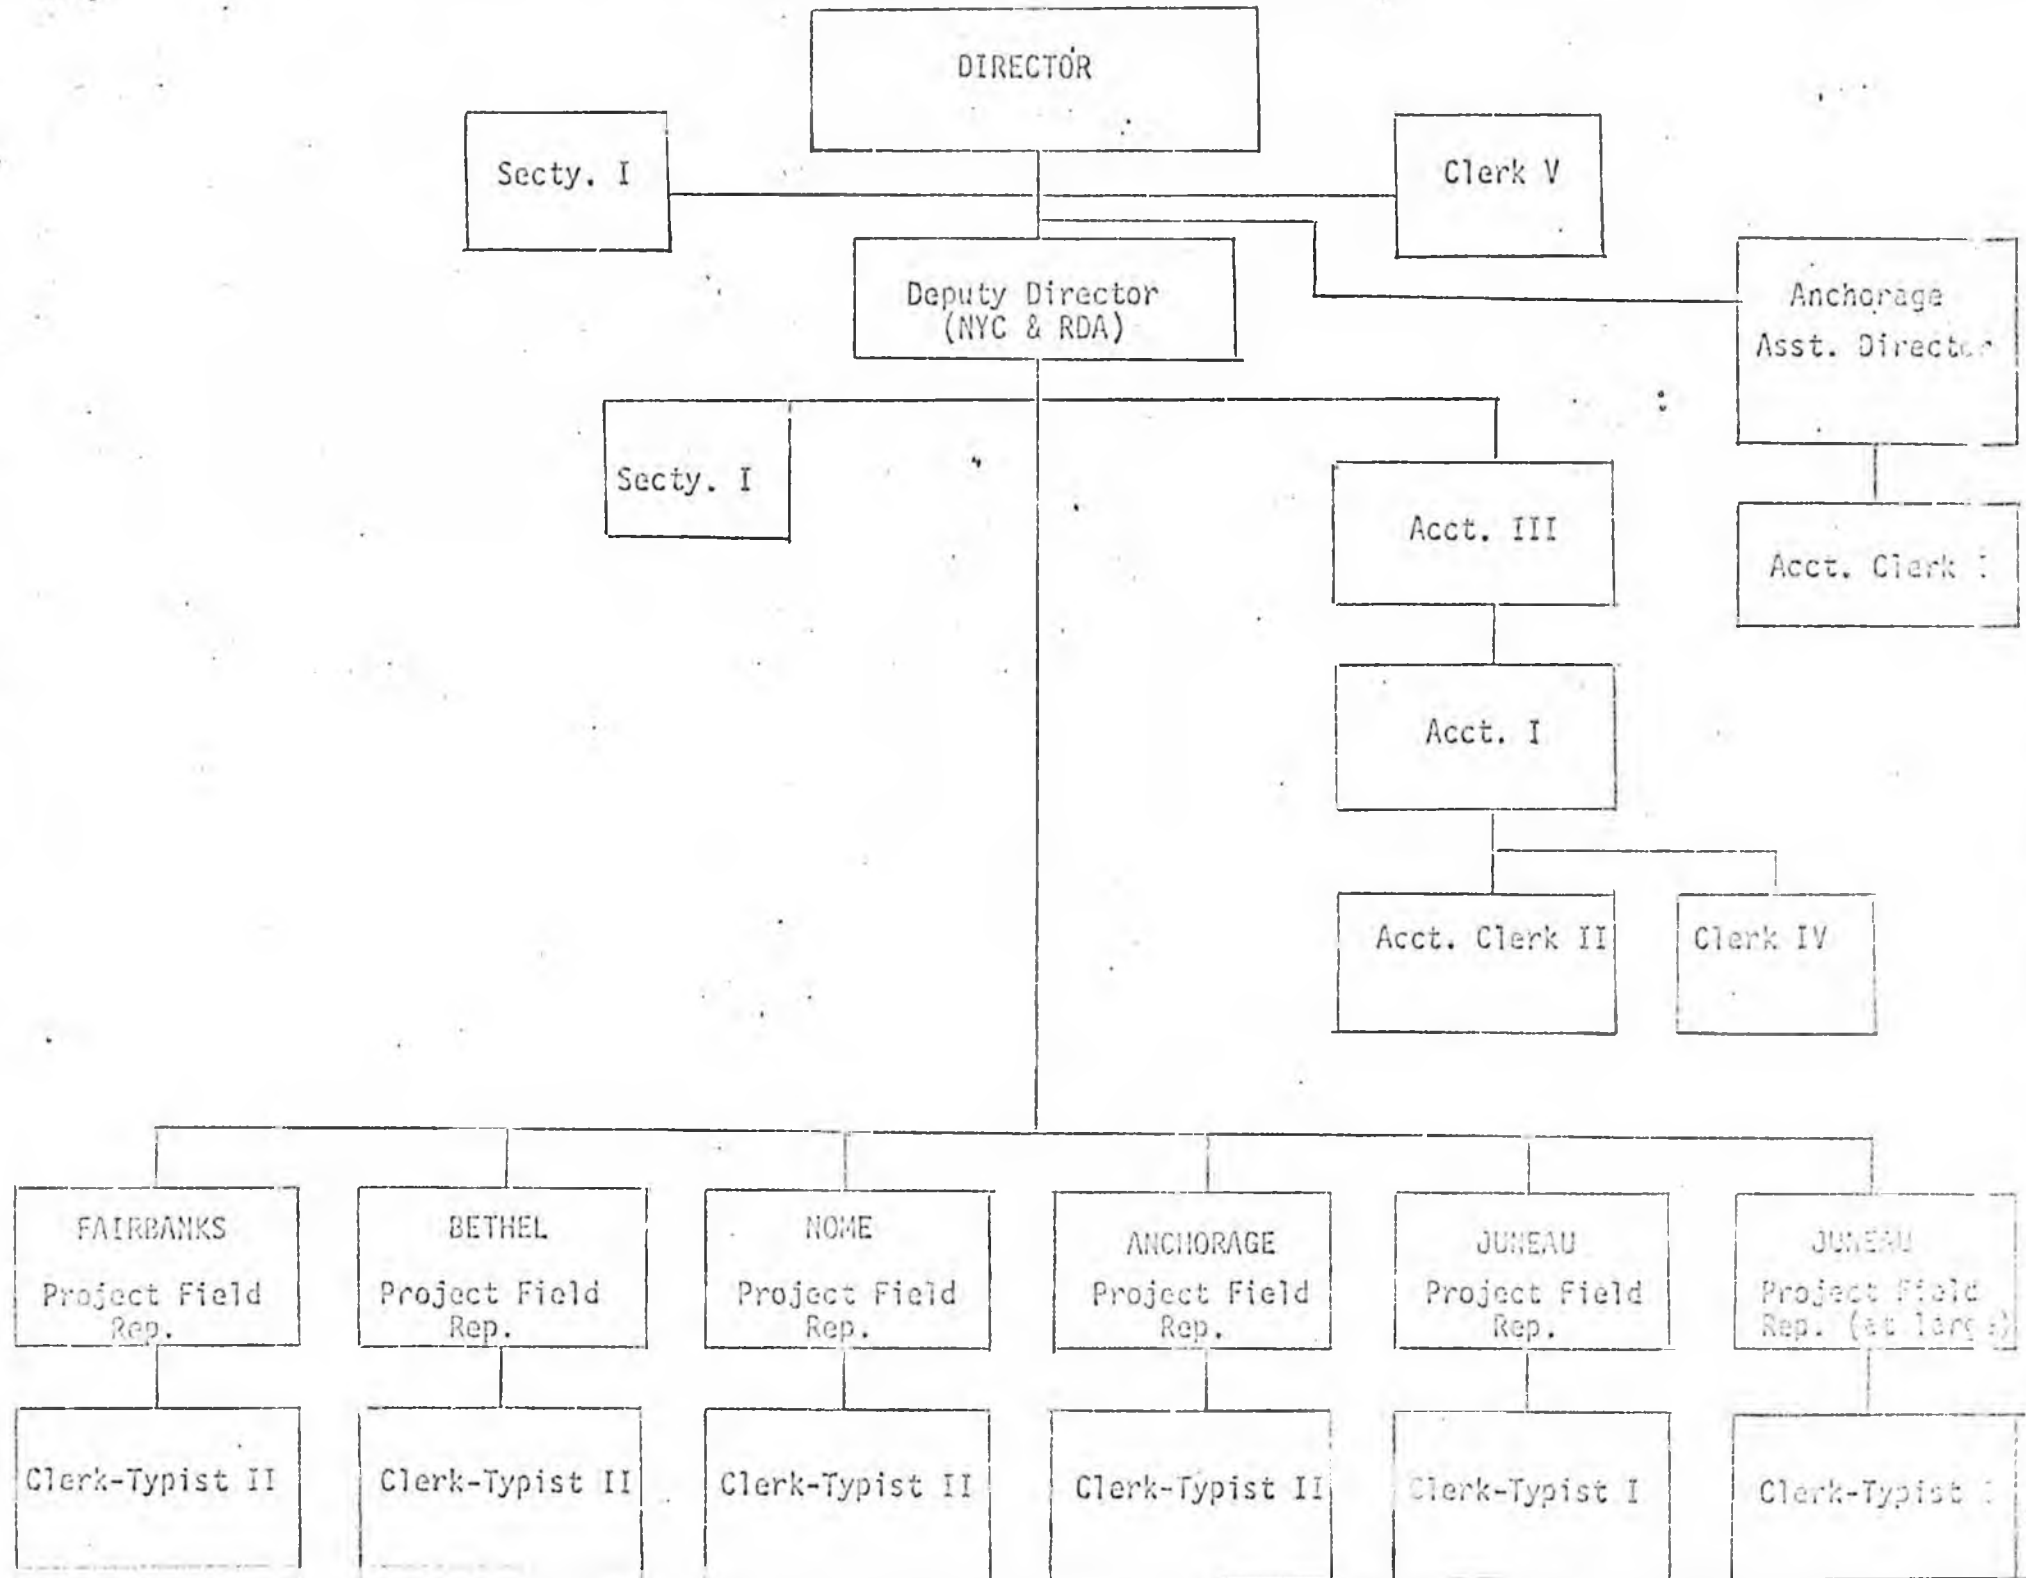 DIRECTOR
Secty. I
Clerk V
Deputy Director
(NYC & RDA)
Anchorage
Asst. Director
Secty. I
Acct. III
Acct. Clerk
Acct. I
Acct. Clerk II
Clerk IV
FAIRBANKS
Project Field
Rep.
BETHEL
Project Field
Rep.
NOME
Project Field
Rep.
ANCHORAGE
Project Field
Rep.
JUNEAU
Project Field
Rep.
JUNEAU
Project Field
Rep. (at large)
Clerk-Typist II
Clerk-Typist II
Clerk-Typist II
Clerk-Typist II
Clerk-Typist I
Clerk-Typist